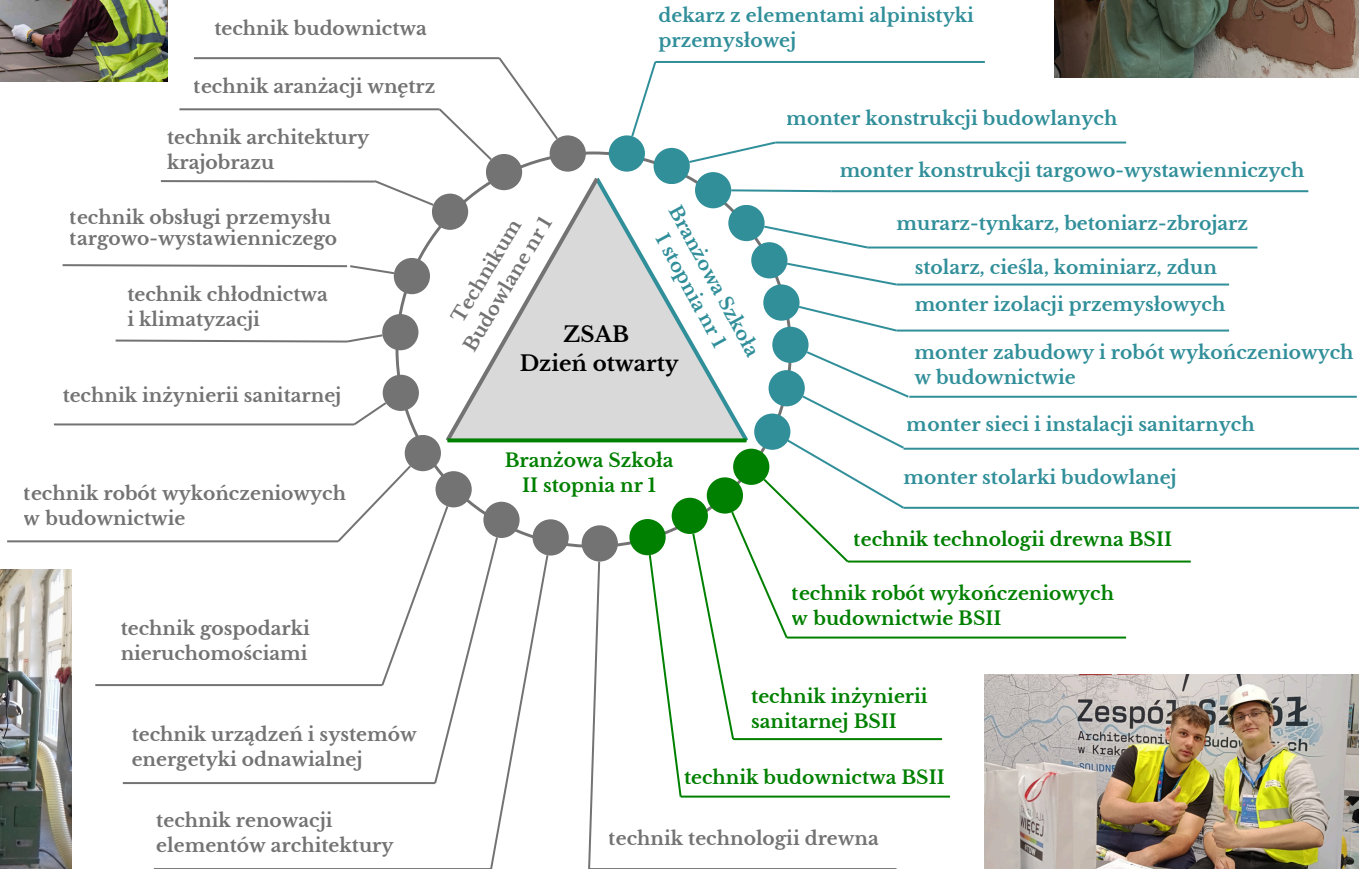 technik budownictwa
technik aranżacji wnętrz
technik architektury
krajobrazu
technik obsługi przemysłu
targowo-wystawienniczego
technik chłodnictwa
i klimatyzacji
technik inżynierii sanitarnej
technik robót wykończeniowych
w budownictwie
technik gospodarki
nieruchomościami
technik urządzeń i systemów
energetyki odnawialnej
technik renowacji
elementów architektury
technik technologii drewna
Technikum
Budowlane nr 1
ZSAB
Dzień otwarty
Branżowa Szkoła
I stopnia nr 1
Branżowa Szkoła
II stopnia nr 1
dekarz z elementami alpinistyki
przemysłowej
monter konstrukcji budowlanych
monter konstrukcji targowo-wystawienniczych
murarz-tynkarz, betoniarz-zbrojarz
stolarz, cieśla, kominiarz, zdun
monter izolacji przemysłowych
monter zabudowy i robót wykończeniowych
w budownictwie
monter sieci i instalacji sanitarnych
monter stolarki budowlanej
technik technologii drewna BSII
technik robót wykończeniowych
w budownictwie BSII
technik inżynierii
sanitarnej BSII
technik budownictwa BSII
Zespół
w
WIĘCEJ